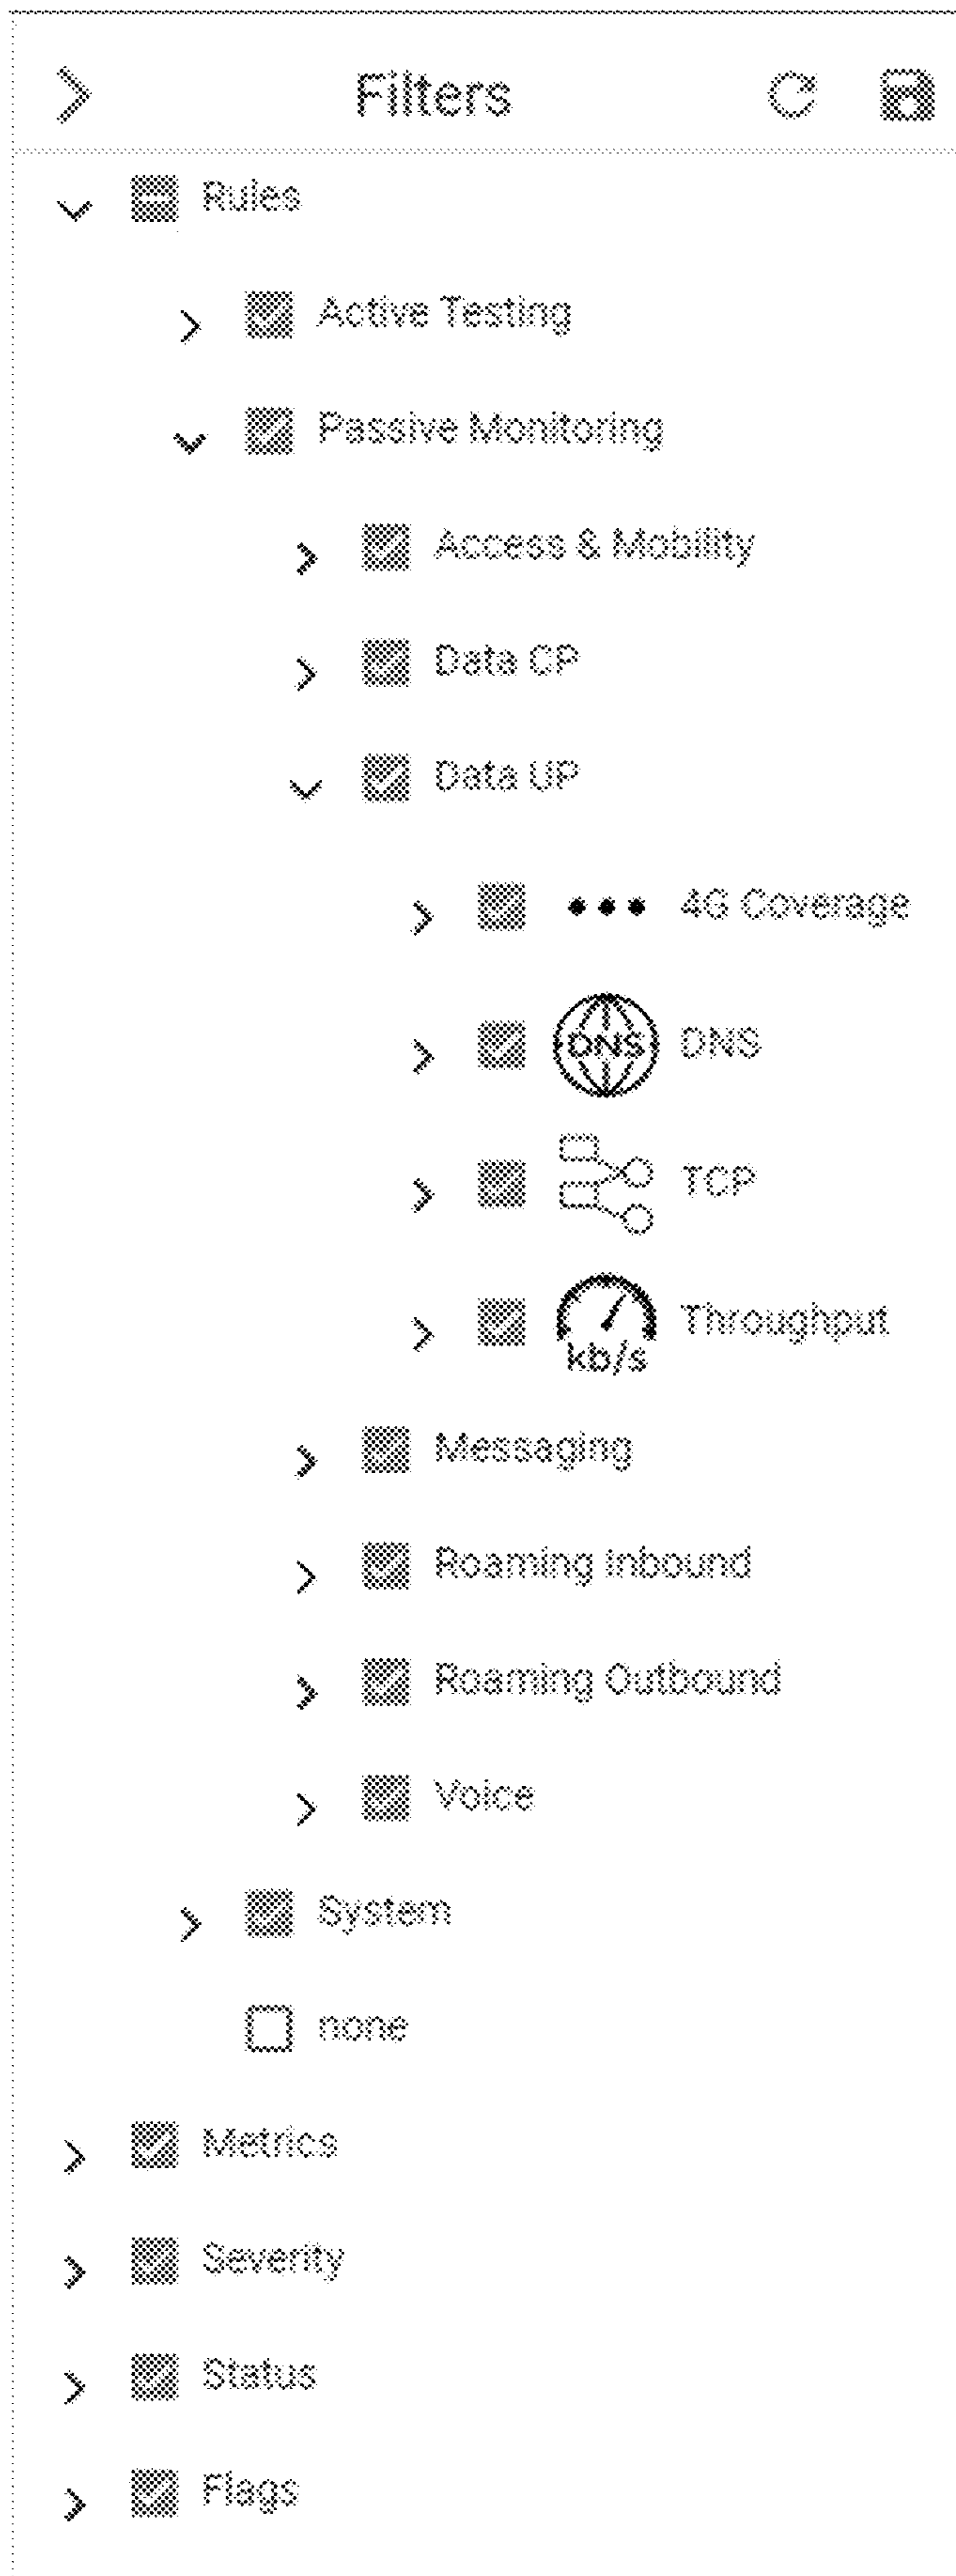 Filters
Rules
Active Testing
Passive Monitoring
Access & Mobility
Data CP
Data UP
4G Coverage
DNS DNS
TCP
Throughput
kb/s
Messaging
Roaming Inbound
Roaming Outbound
Voice
System
none
Metrics
Severity
Status
Flags